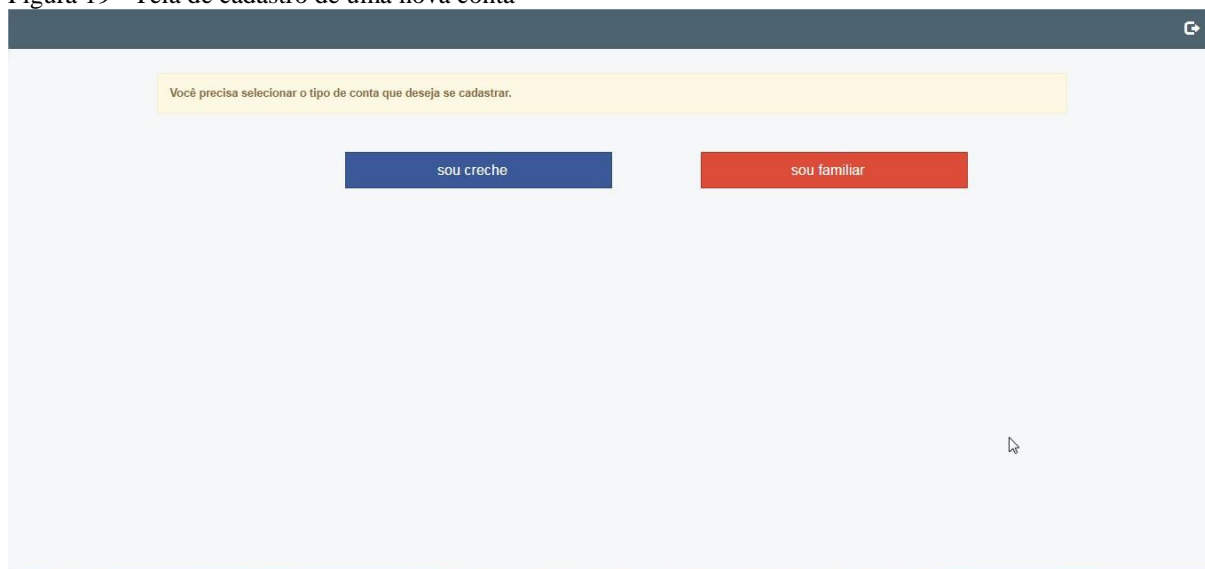 Figura 19 - Tela de cadastro de uma nova conta
Você precisa selecionar o tipo de conta que deseja se cadastrar.
sou creche
sou familiar